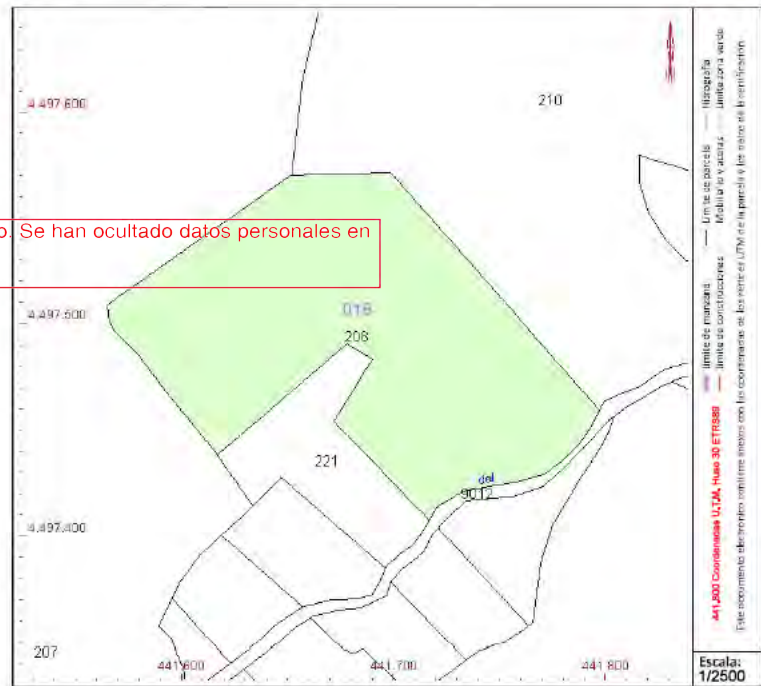 4.497.600
210
o. Se han ocultado datos personales en
4.497.500
016
208
221
del
9012
4.497.400
207
441.600
441.700
441.800
441,800 Coordenadas U.T.M. Huso 30 ETRS89
Límite de manzana
Límite de parcela
Hidrografía
Límite de construcciones
Mobiliario y aceras
Límite zona verde
Este documento electrónico contiene anexos con las coordenadas de los vértices UTM de la parcela y los datos de la certificación
Escala:
1/2500